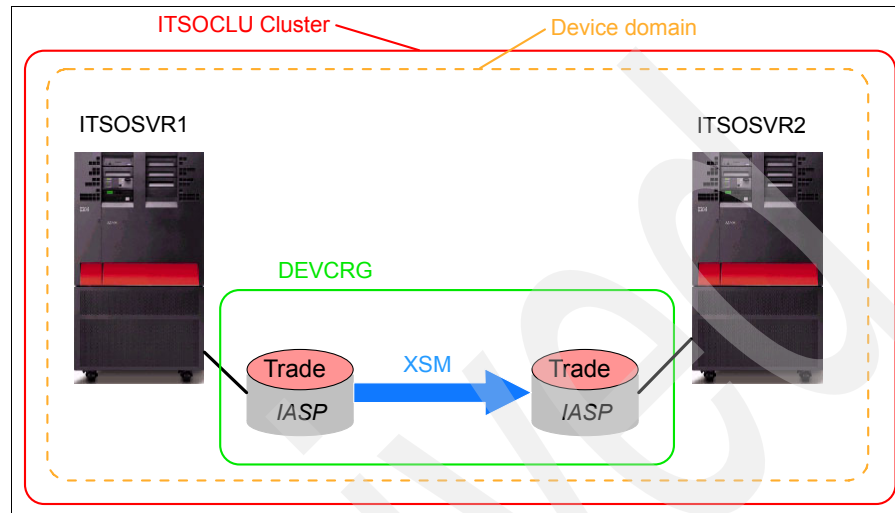 ITSOCLU Cluster
Device domain
ITSOSVR1
ITSOSVR2
DEVCRG
XSM
Trade
Trade
IASP
IASP